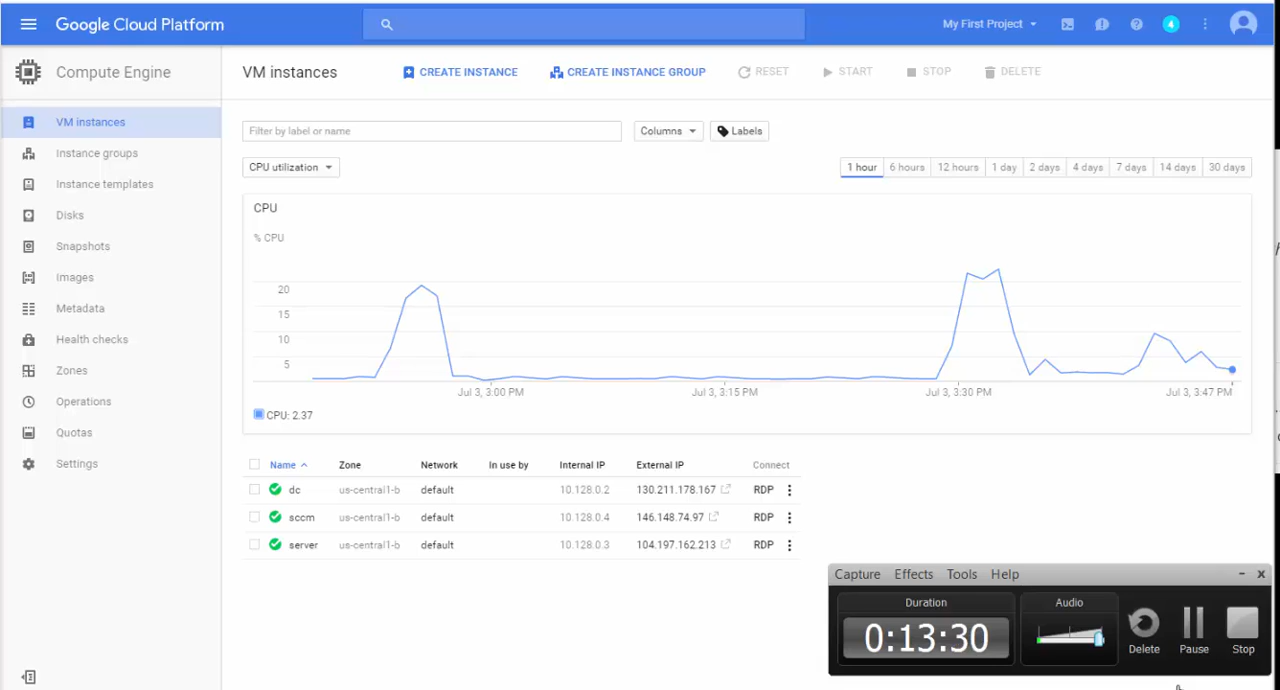 Google Cloud Platform
My First Project
4
Compute Engine
VM instances
CREATE INSTANCE
CREATE INSTANCE GROUP
RESET
START
STOP
DELETE
VM instances
Instance groups
Instance templates
Disks
Snapshots
Images
Metadata
Health checks
Zones
Operations
Quotas
Settings
Filter by label or name
Columns
Labels
CPU utilization
1 hour 6 hours 12 hours 1 day 2 days 4 days 7 days 14 days 30 days
CPU
% CPU
20
15
10
5
Jul 3, 3:00 PM Jul 3, 3:15 PM Jul 3, 3:30 PM Jul 3, 3:47 PM
CPU: 2.37
Name Zone Network In use by Internal IP External IP Connect
dc us-central1-b default 10.128.0.2 130.211.178.167 RDP
sccm us-central1-b default 10.128.0.4 146.148.74.97 RDP
server us-central1-b default 10.128.0.3 104.197.162.213 RDP
Capture Effects Tools Help
Duration
0:13:30
Audio
Delete
Pause
Stop